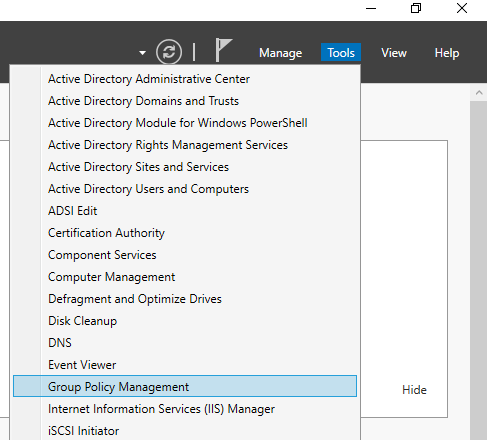 Manage Tools View Help
Active Directory Administrative Center
Active Directory Domains and Trusts
Active Directory Module for Windows PowerShell
Active Directory Rights Management Services
Active Directory Sites and Services
Active Directory Users and Computers
ADSI Edit
Certification Authority
Component Services
Computer Management
Defragment and Optimize Drives
Disk Cleanup
DNS
Event Viewer
Group Policy Management
Hide
Internet Information Services (IIS) Manager
iSCSI Initiator